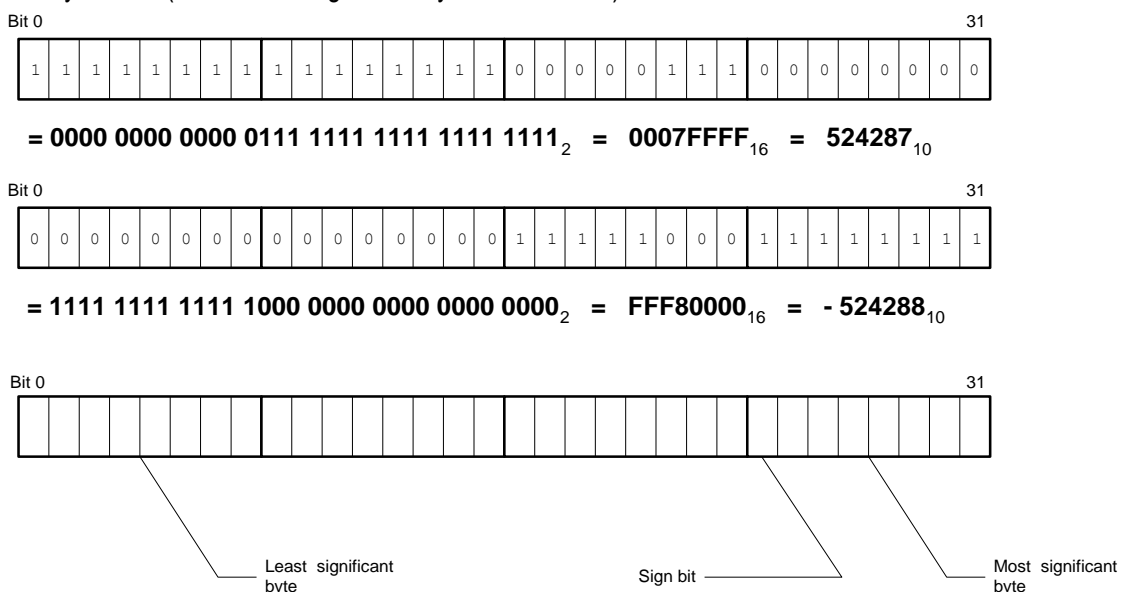 Bit 0 31
1 1 1 1 1 1 1 1 1 1 1 1 1 1 1 1 0 0 0 0 0 1 1 1 0 0 0 0 0 0 0 0
= 0000 0000 0000 0111 1111 1111 1111 1111₂ = 0007FFFF₁₆ = 524287₁₀
Bit 0 31
0 0 0 0 0 0 0 0 0 0 0 0 0 0 0 0 1 1 1 1 1 0 0 0 1 1 1 1 1 1 1 1
= 1111 1111 1111 1000 0000 0000 0000 0000₂ = FFF80000₁₆ = - 524288₁₀
Bit 0 31
Least significant
byte
Sign bit
Most significant
byte